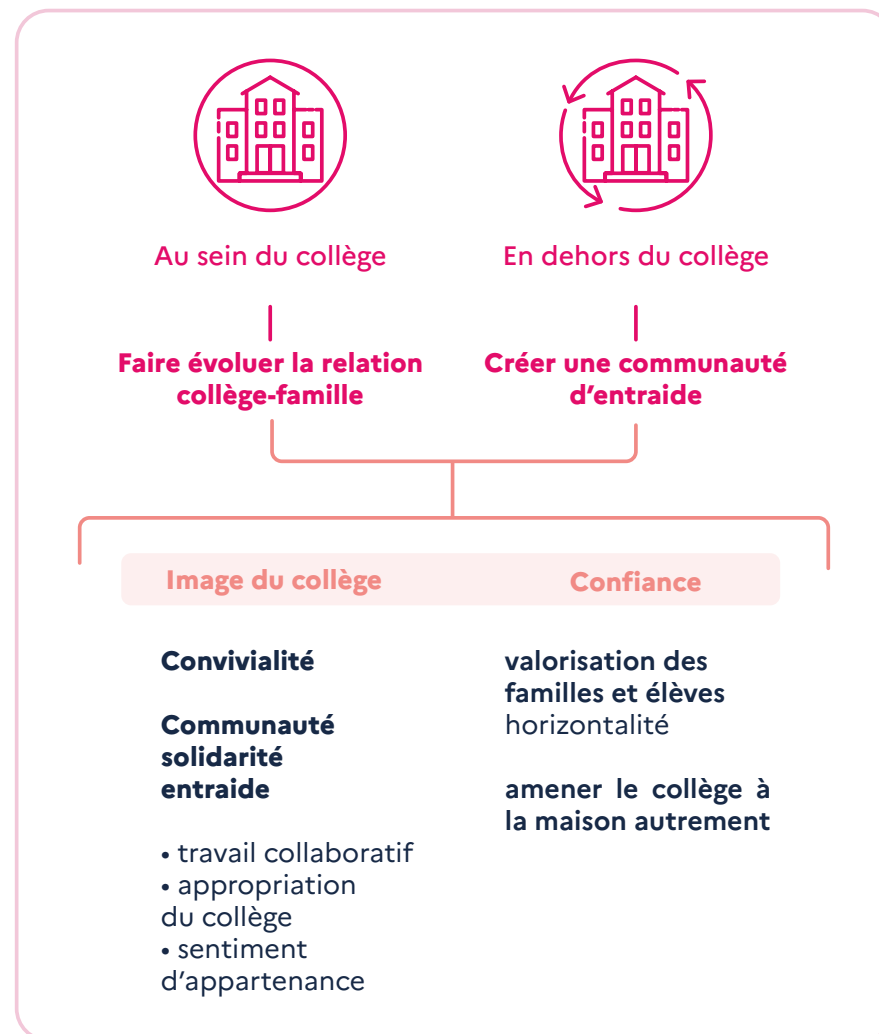 Au sein du collège
En dehors du collège
Faire évoluer la relation
collège-famille
Créer une communauté
d’entraide
Image du collège
Confiance
Convivialité
Communauté
solidarité
entraide
• travail collaboratif
• appropriation
du collège
• sentiment
d’appartenance
valorisation des
familles et élèves
horizontalité
amener le collège à
la maison autrement